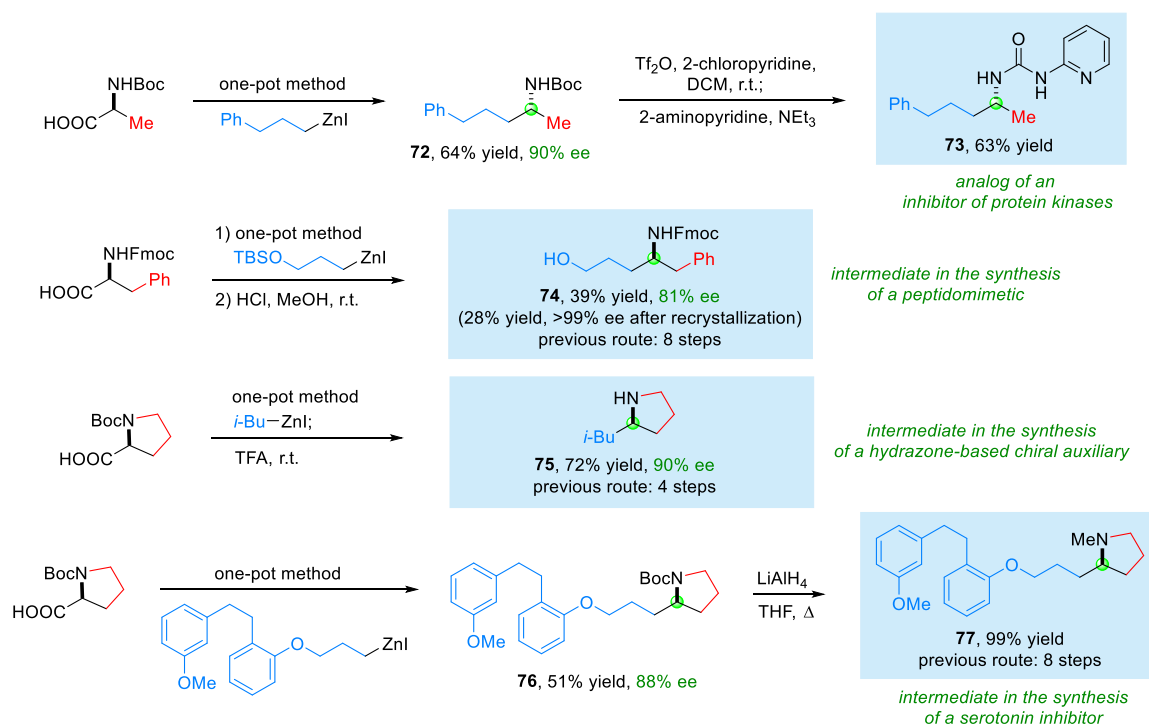 NHBoc
HOOC
Me
one-pot method
Ph
ZnI
NHBoc
Ph
Me
72, 64% yield, 90% ee
Tf2O, 2-chloropyridine,
DCM, r.t.;
2-aminopyridine, NEt3
O
HN
NH
N
Ph
Me
73, 63% yield
analog of an
inhibitor of protein kinases
NHFmoc
HOOC
Ph
1) one-pot method
TBSO
ZnI
2) HCl, MeOH, r.t.
NHFmoc
HO
Ph
74, 39% yield, 81% ee
(28% yield, >99% ee after recrystallization)
previous route: 8 steps
intermediate in the synthesis
of a peptidomimetic
BocN
HOOC
one-pot method
i-Bu–ZnI;
TFA, r.t.
HN
i-Bu
75, 72% yield, 90% ee
previous route: 4 steps
intermediate in the synthesis
of a hydrazone-based chiral auxiliary
BocN
HOOC
one-pot method
O
ZnI
OMe
BocN
O
OMe
76, 51% yield, 88% ee
LiAlH4
THF, Δ
MeN
O
OMe
77, 99% yield
previous route: 8 steps
intermediate in the synthesis
of a serotonin inhibitor